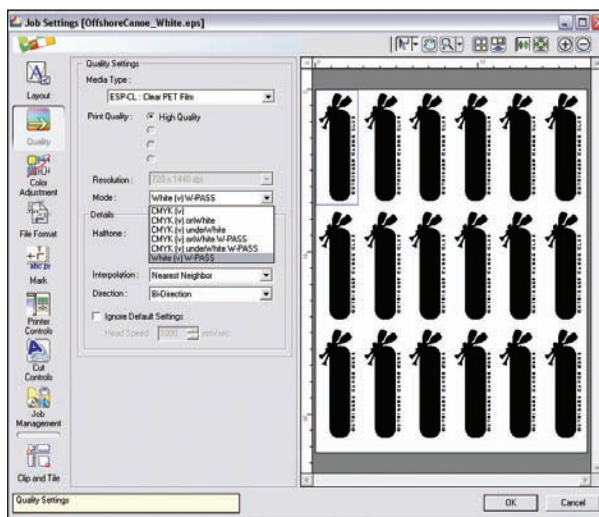 Job Settings [OffshoreCanoe_White.eps]
Layout
Quality
Color
Adjustment
File Format
abc pr
Mark
Printer
Controls
Cut
Controls
Job
Management
Clip and Tile
Quality Settings
Media Type :
ESP-CL : Clear PET Film
Print Quality : High Quality
Resolution : 720 x 1440 dpi
Mode : White (v) W-PASS
CMYK (v)
CMYK (v) onWhite
CMYK (v) underWhite
CMYK (v) onWhite W-PASS
CMYK (v) underWhite W-PASS
White (v) W-PASS
Details
Halftone :
Interpolation : Nearest Neighbor
Direction : Bi-Direction
Ignore Default Settings
Head Speed 1000 mm/sec
Quality Settings
OK
Cancel